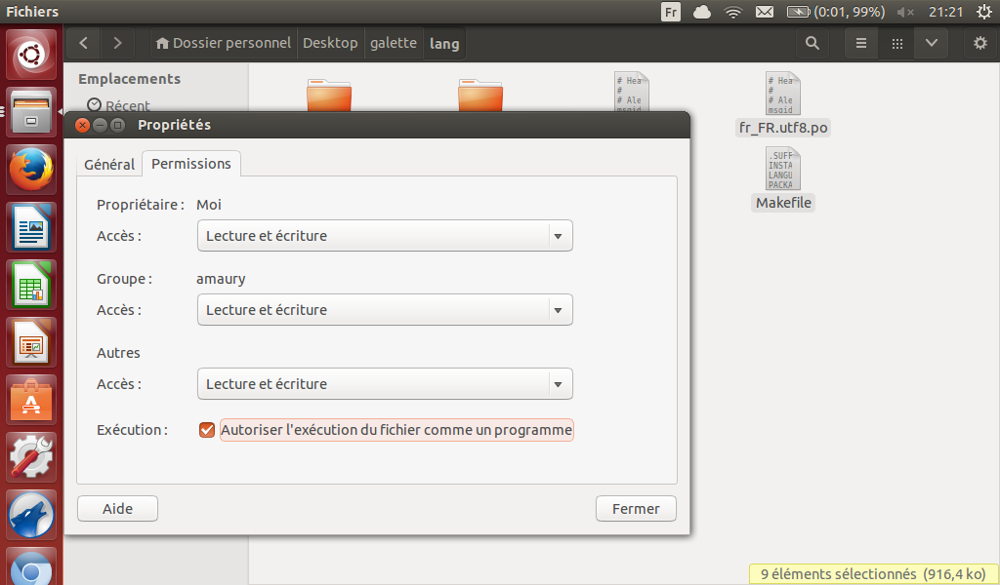 Fichiers
Fr
(0:01, 99%)
21:21
Dossier personnel
Desktop
galette
lang
Emplacements
Récent
# Hea
#
# Ale
msgid
# Hea
#
# Ale
msgid
fr_FR.utf8.po
.SUFF
INSTA
LANGU
PACKA
Makefile
Propriétés
Général
Permissions
Propriétaire : Moi
Accès : Lecture et écriture
Groupe : amaury
Accès : Lecture et écriture
Autres
Accès : Lecture et écriture
Exécution : Autoriser l'exécution du fichier comme un programme
Aide
Fermer
9 éléments sélectionnés (916,4 ko)